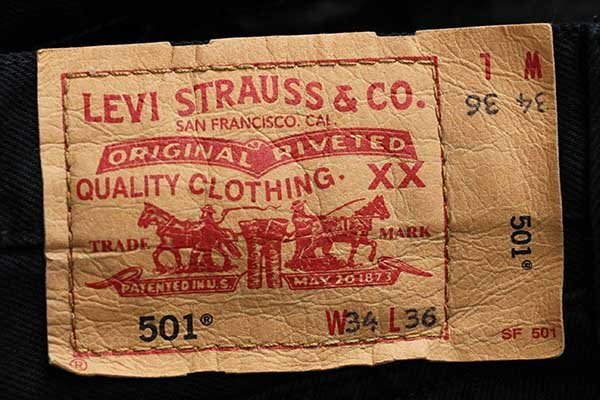 LEVI STRAUSS & CO.
SAN FRANCISCO, CAL.
ORIGINAL RIVETED
QUALITY CLOTHING. XX
TRADE MARK
PATENTED IN U.S. MAY 20 1873
501® W34 L36
®
W L
34 36
501®
SF 501